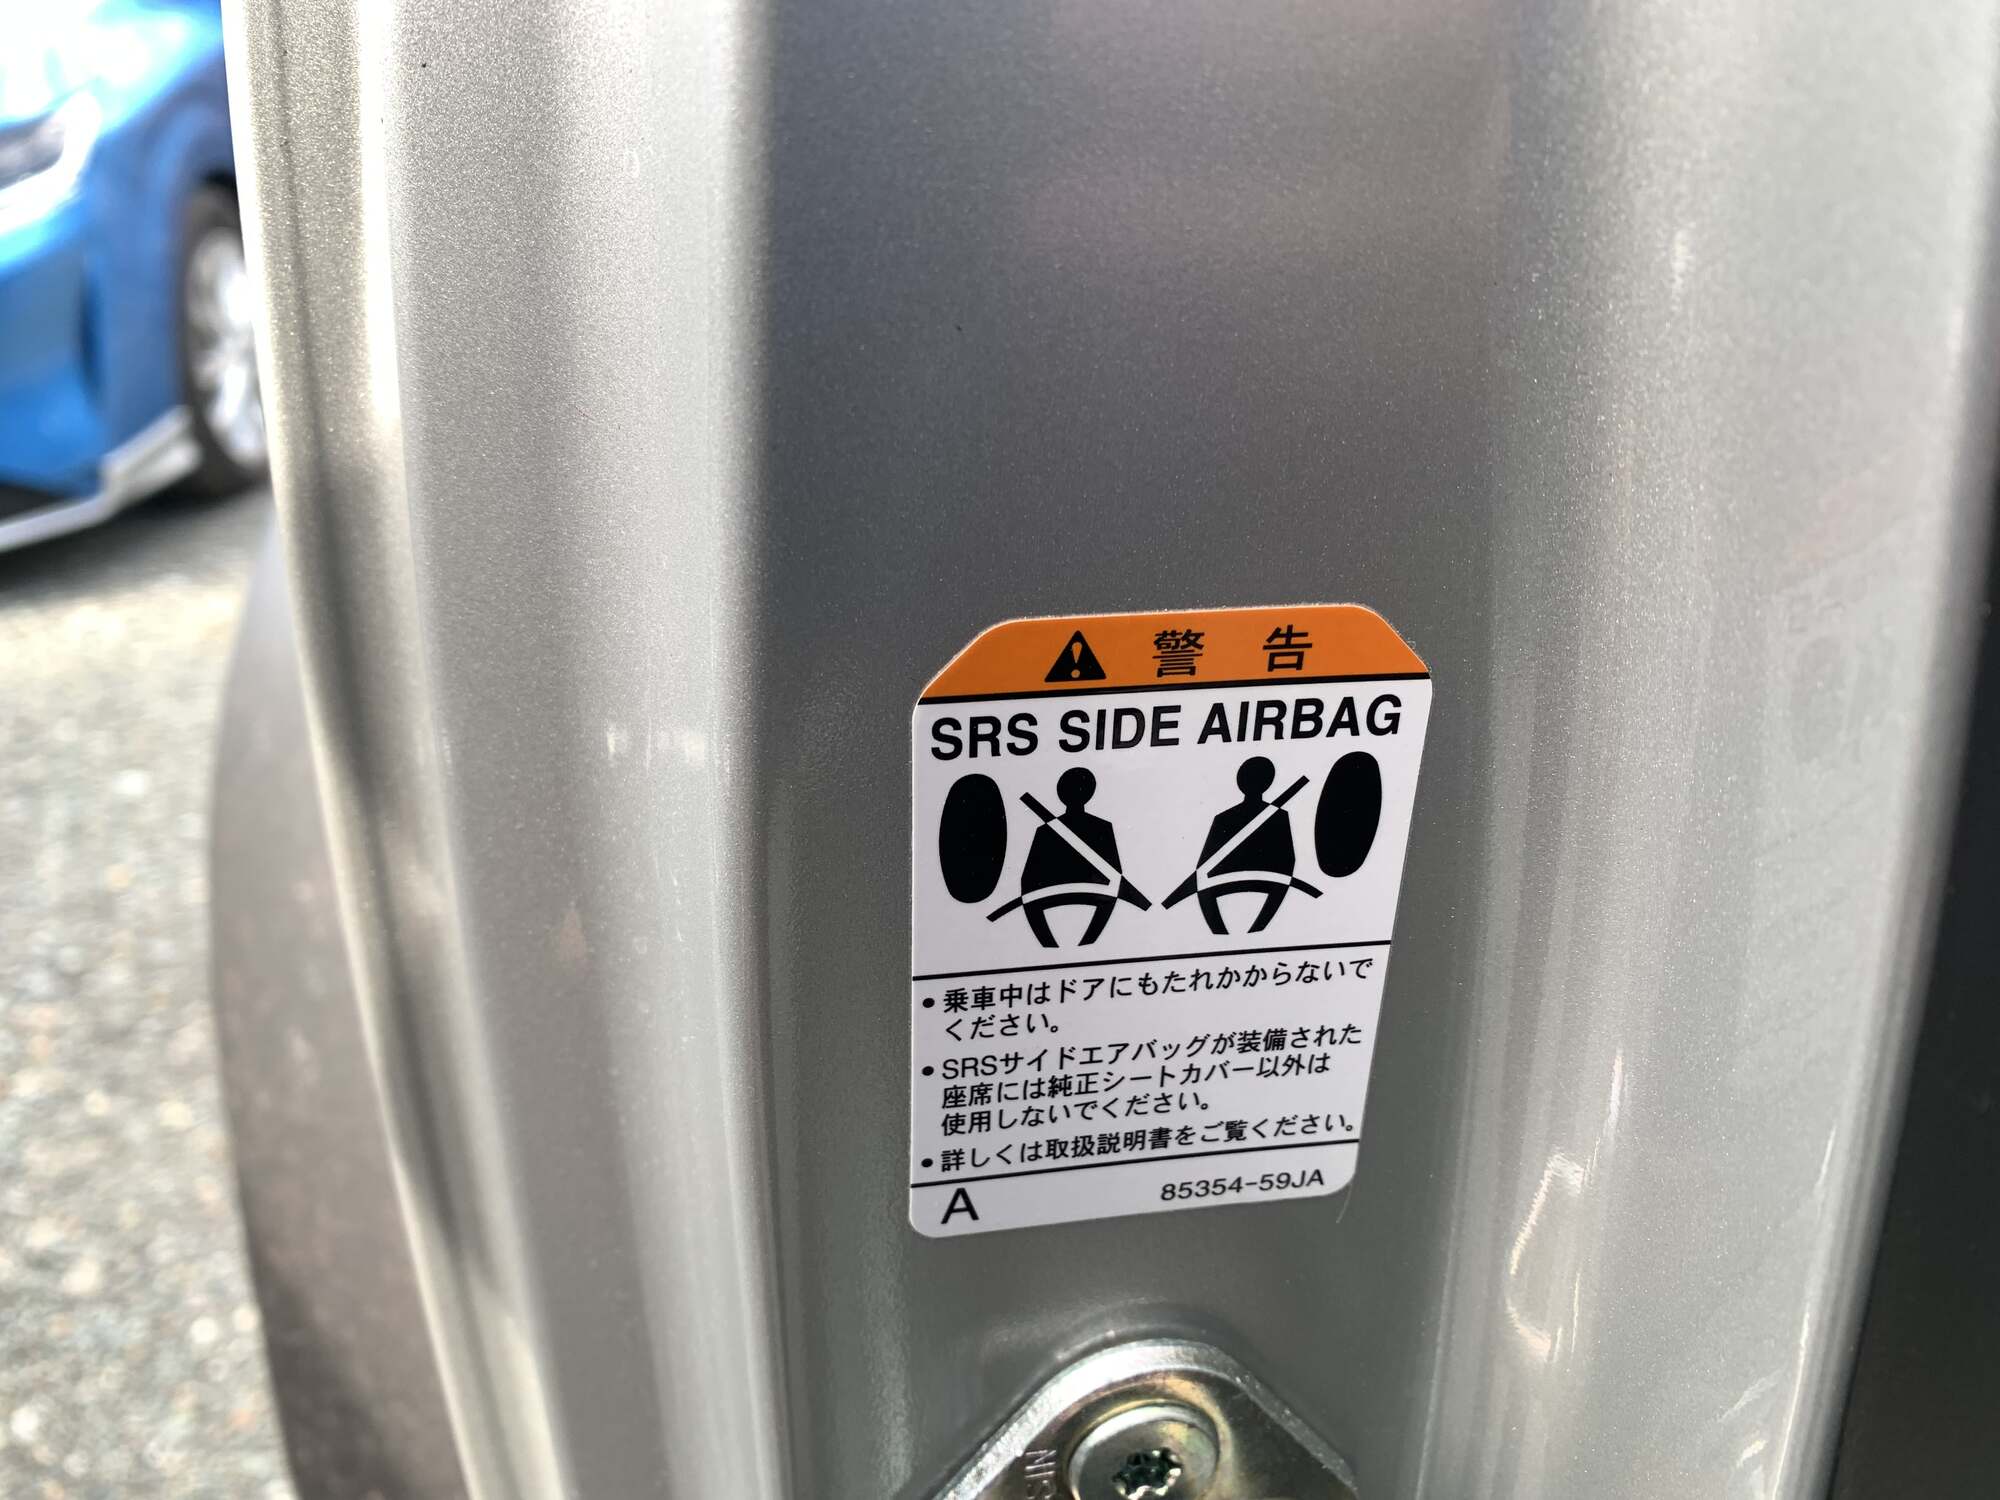 警告
SRS SIDE AIRBAG
•乗車中はドアにもたれかからないで
ください。
•SRSサイドエアバッグが装備された
座席には純正シートカバー以外は
使用しないでください。
•詳しくは取扱説明書をご覧ください。
A 85354-59JA